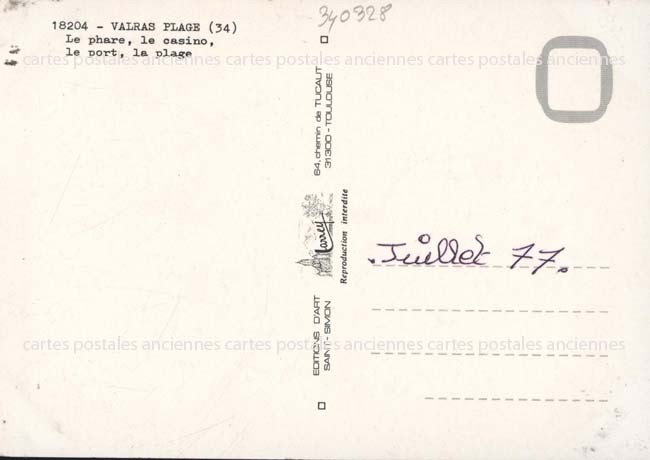 18204 - VALRAS PLAGE (34)
Le phare, le casino,
le port, la plage
340328
cartes postales anciennes cartes postales anciennes cartes postales anciennes
64, chemin de TUCAUT
31300 - TOULOUSE
Larrey
Reproduction interdite
EDITIONS D'ART
SAINT - SIMON
Juillet 77.
cartes postales anciennes cartes postales anciennes cartes postales anciennes